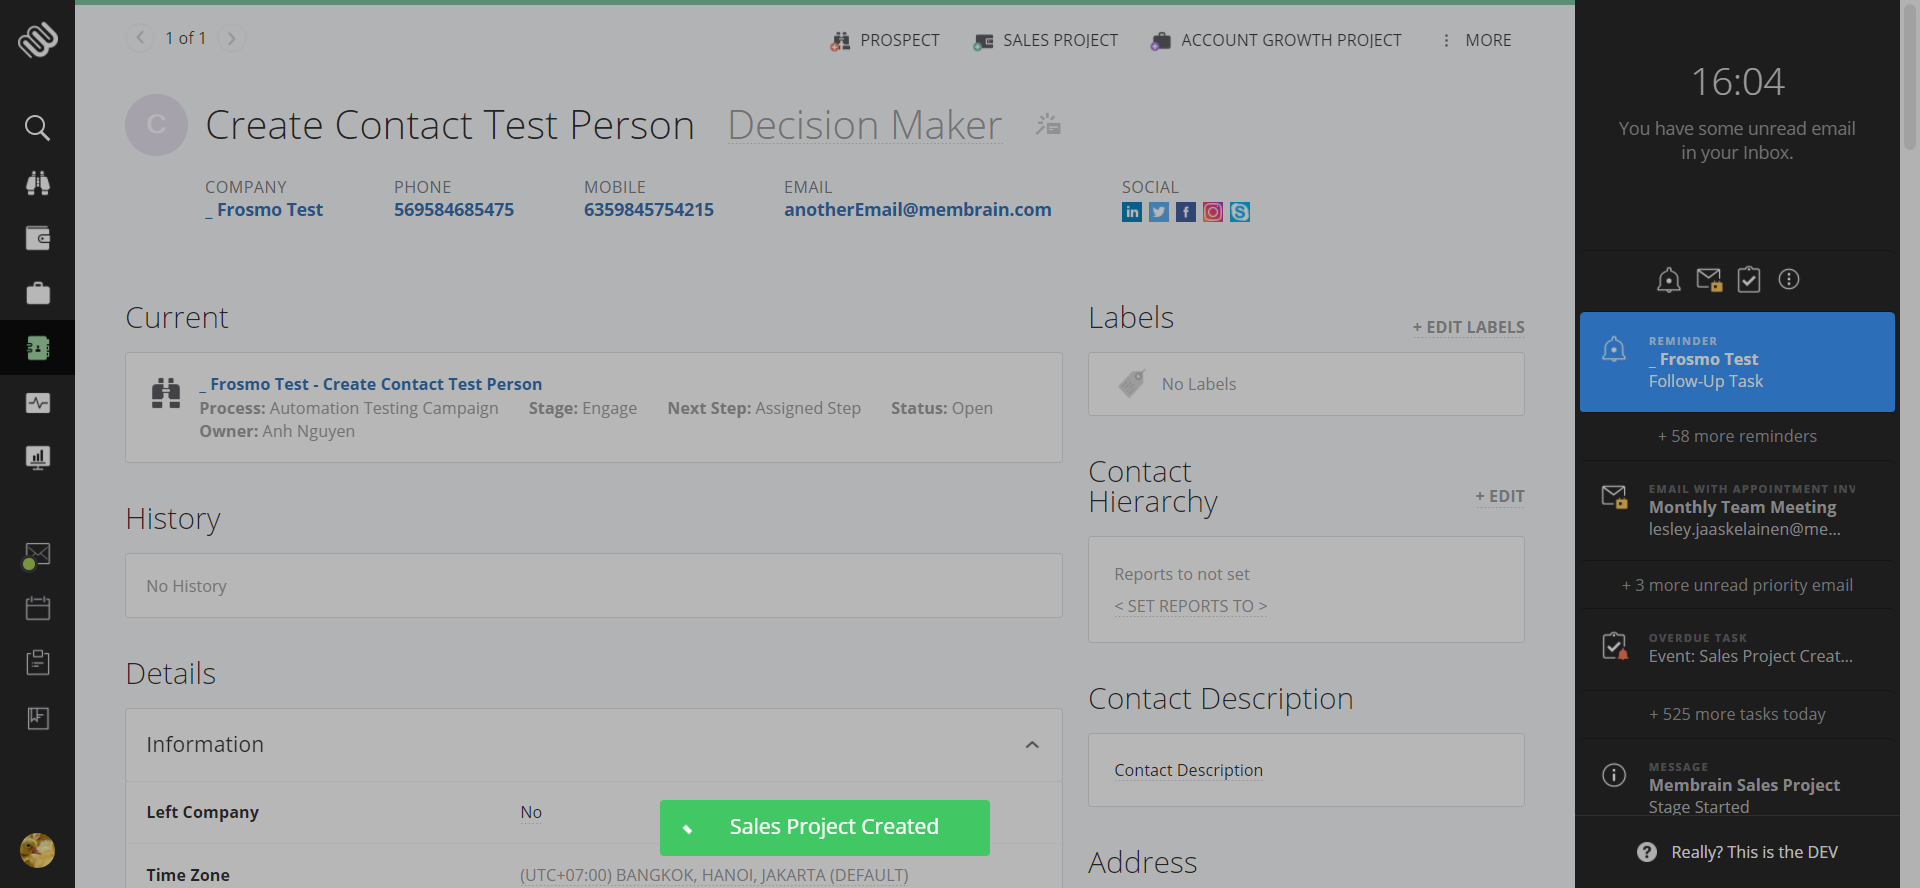 1 of 1
PROSPECT
SALES PROJECT
ACCOUNT GROWTH PROJECT
MORE
C
Create Contact Test Person
Decision Maker
COMPANY
_ Frosmo Test
PHONE
569584685475
MOBILE
6359845754215
EMAIL
anotherEmail@membrain.com
SOCIAL
Current
_ Frosmo Test - Create Contact Test Person
Process: Automation Testing Campaign Stage: Engage Next Step: Assigned Step Status: Open
Owner: Anh Nguyen
History
No History
Details
Information
Left Company No
Time Zone (UTC+07:00) BANGKOK, HANOI, JAKARTA (DEFAULT)
Sales Project Created
Labels
+ EDIT LABELS
No Labels
Contact
Hierarchy
+ EDIT
Reports to not set
< SET REPORTS TO >
Contact Description
Contact Description
Address
16:04
You have some unread email
in your Inbox.
REMINDER
_ Frosmo Test
Follow-Up Task
+ 58 more reminders
EMAIL WITH APPOINTMENT INV
Monthly Team Meeting
lesley.jaaskelainen@me...
+ 3 more unread priority email
OVERDUE TASK
Event: Sales Project Creat...
+ 525 more tasks today
MESSAGE
Membrain Sales Project
Stage Started
Really? This is the DEV